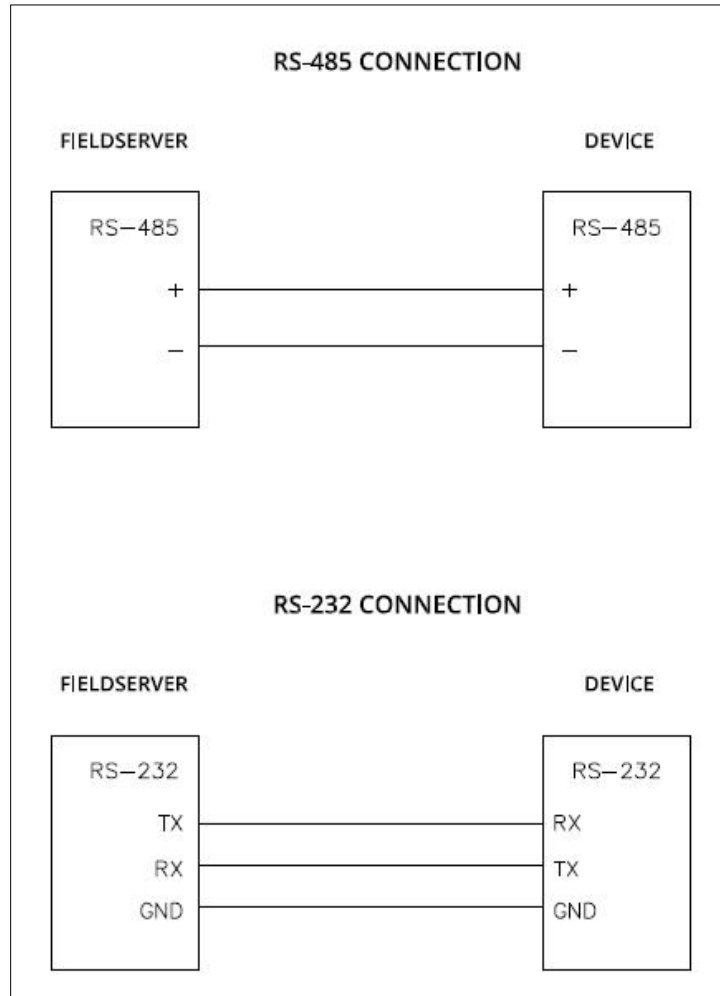 RS-485 CONNECTION
FIELDSERVER DEVICE
RS-485 RS-485
+ +
− −
RS-232 CONNECTION
FIELDSERVER DEVICE
RS-232 RS-232
TX RX
RX TX
GND GND